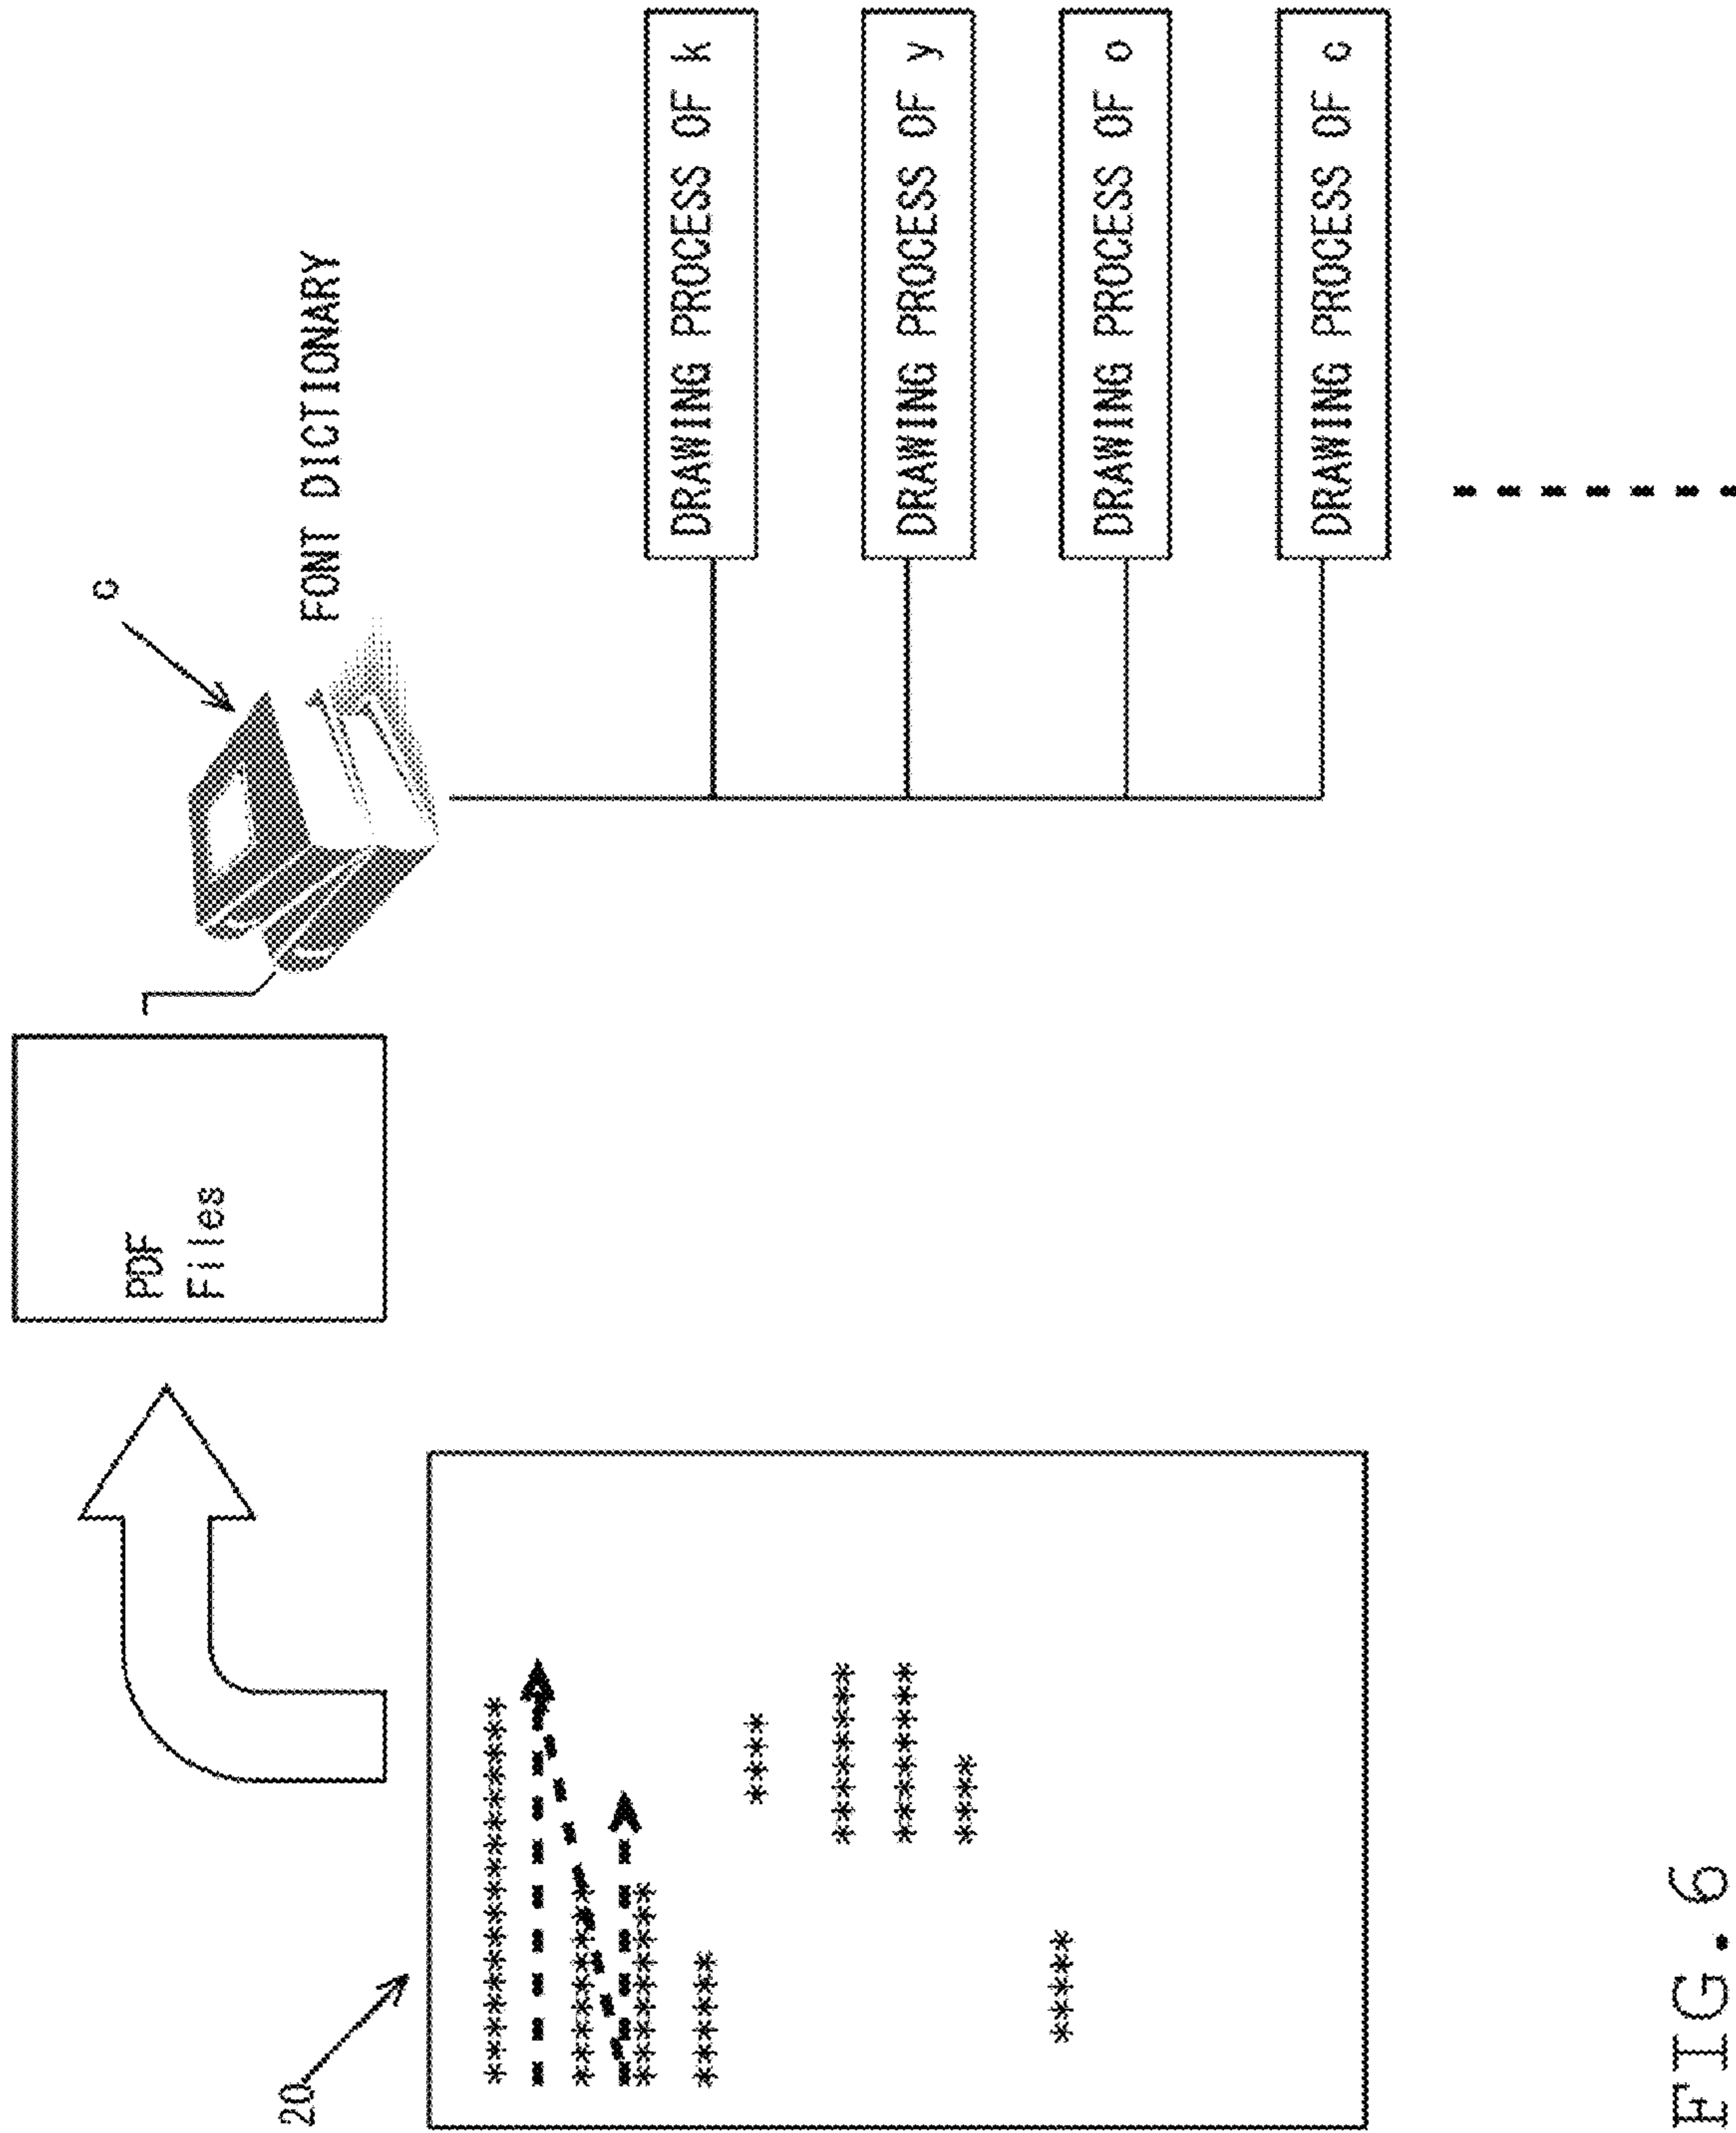 c
PDF
Files
20
FONT DICTIONARY
*****************
*********
*********
******
****
********
********
****
*****
DRAWING PROCESS OF k
DRAWING PROCESS OF y
DRAWING PROCESS OF o
DRAWING PROCESS OF c
FIG.6